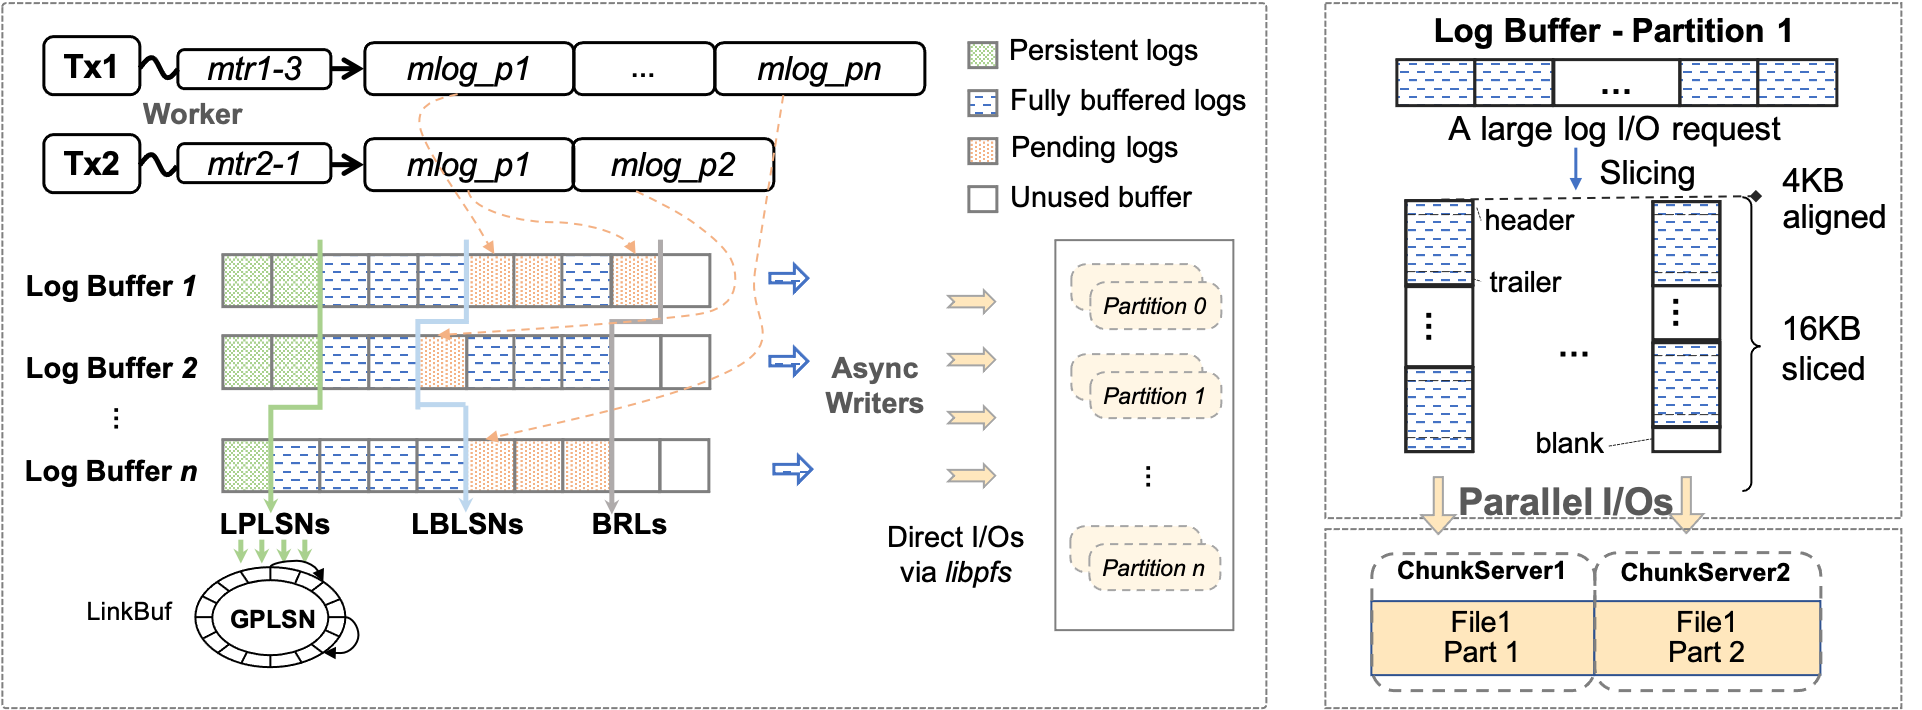 Tx1
mtr1-3
mlog_p1
...
mlog_pn
Worker
Tx2
mtr2-1
mlog_p1
mlog_p2
Persistent logs
Fully buffered logs
Pending logs
Unused buffer
Log Buffer 1
Log Buffer 2
⋮
Log Buffer n
LPLSNs
LBLSNs
BRLs
LinkBuf
GPLSN
Async
Writers
Direct I/Os
via libpfs
Partition 0
Partition 1
⋮
Partition n
Log Buffer - Partition 1
...
A large log I/O request
Slicing
4KB
aligned
header
trailer
⋮
...
⋮
16KB
sliced
blank
Parallel I/Os
ChunkServer1
ChunkServer2
File1
Part 1
File1
Part 2